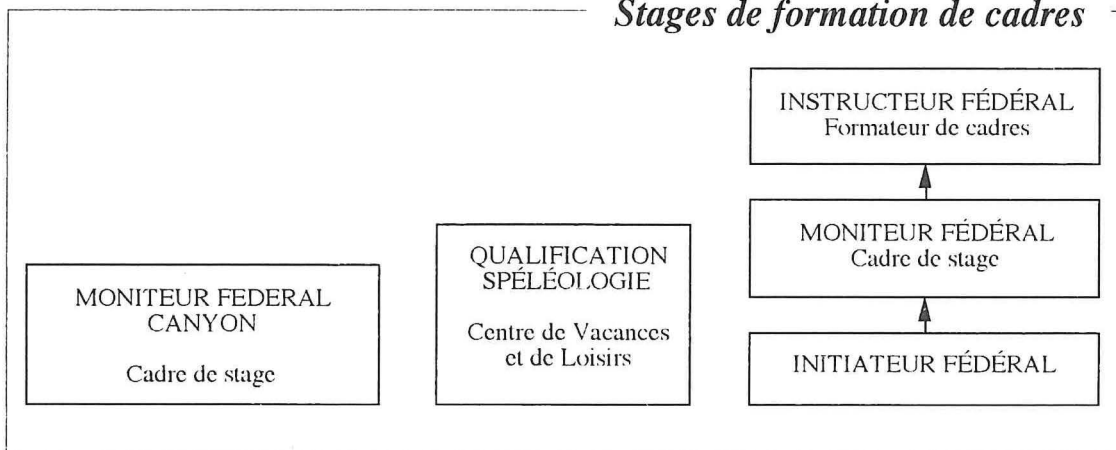 Stages de formation de cadres
INSTRUCTEUR FÉDÉRAL
Formateur de cadres
MONITEUR FÉDÉRAL
Cadre de stage
INITIATEUR FÉDÉRAL
QUALIFICATION
SPÉLÉOLOGIE
Centre de Vacances
et de Loisirs
MONITEUR FEDERAL
CANYON
Cadre de stage